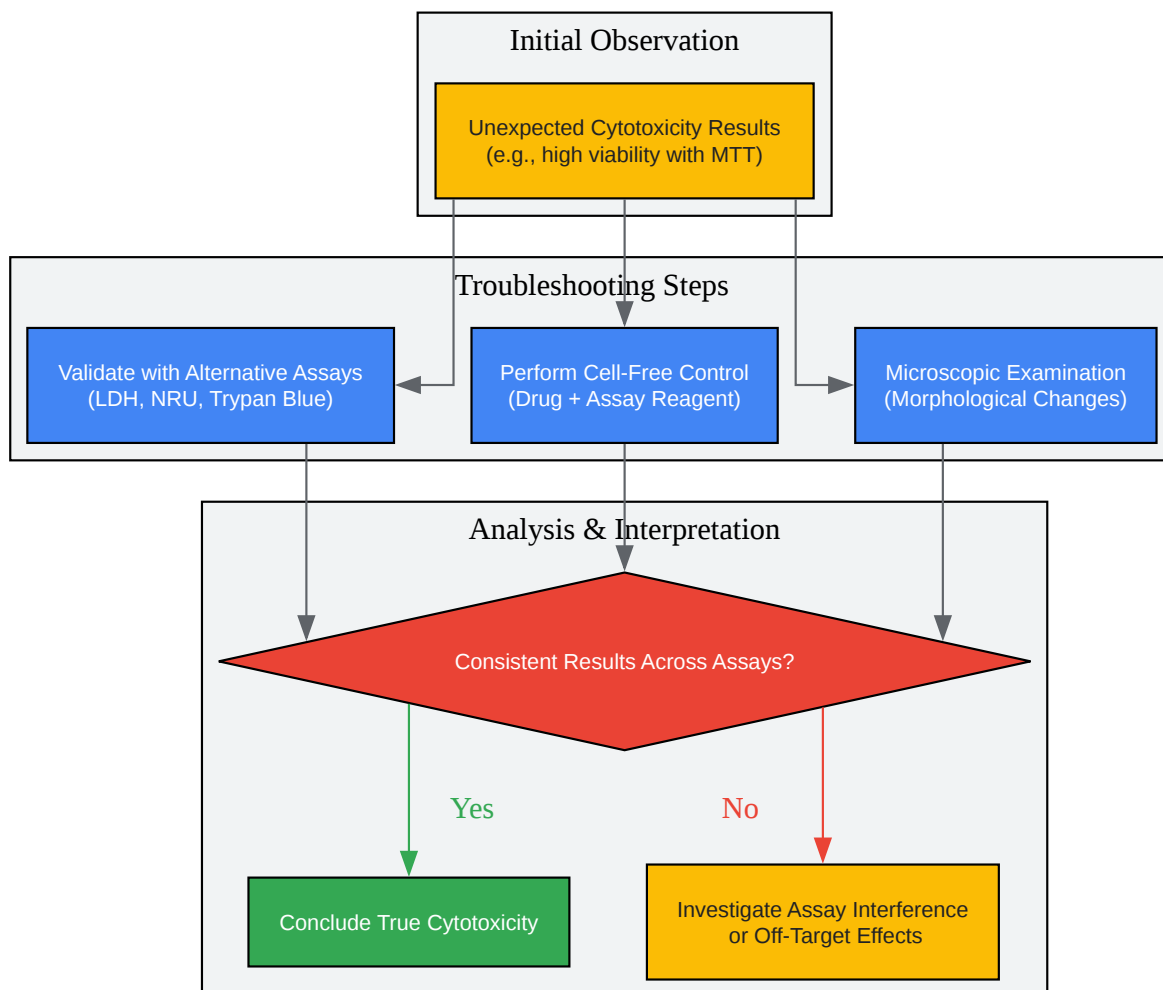 Initial Observation
Unexpected Cytotoxicity Results
(e.g., high viability with MTT)
Troubleshooting Steps
Validate with Alternative Assays
(LDH, NRU, Trypan Blue)
Perform Cell-Free Control
(Drug + Assay Reagent)
Microscopic Examination
(Morphological Changes)
Analysis & Interpretation
Consistent Results Across Assays?
Yes
No
Conclude True Cytotoxicity
Investigate Assay Interference
or Off-Target Effects